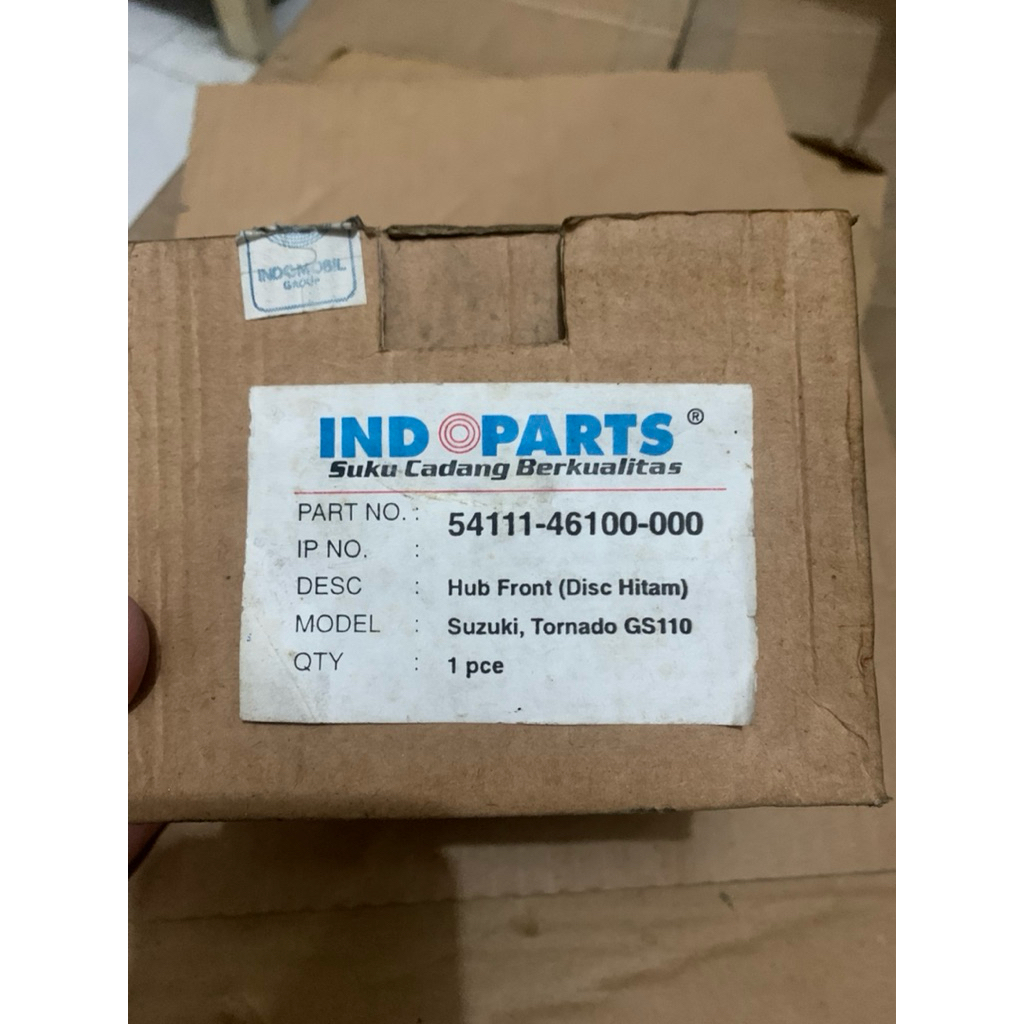 INDOMOBIL
GROUP
INDOPARTS®
Suku Cadang Berkualitas
PART NO. : 54111-46100-000
IP NO. :
DESC : Hub Front (Disc Hitam)
MODEL : Suzuki, Tornado GS110
QTY : 1 pce